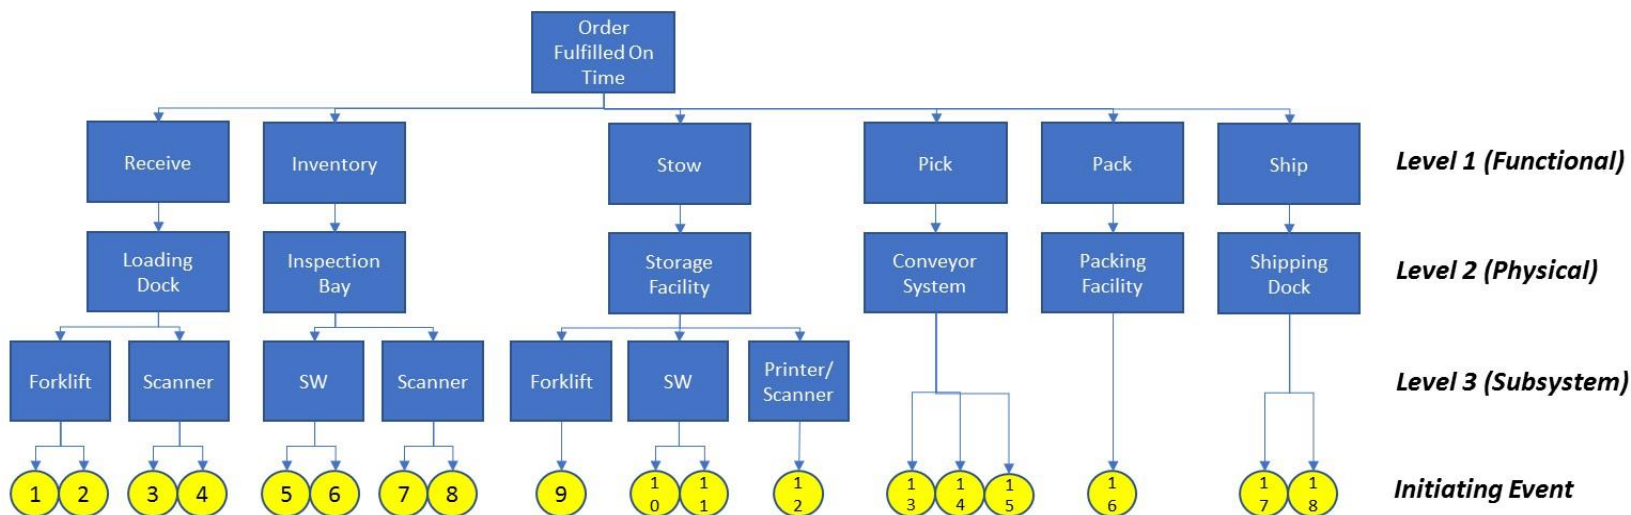 Order
Fulfilled On
Time
Receive
Inventory
Stow
Pick
Pack
Ship
Level 1 (Functional)
Loading
Dock
Inspection
Bay
Storage
Facility
Conveyor
System
Packing
Facility
Shipping
Dock
Level 2 (Physical)
Forklift
Scanner
SW
Scanner
Forklift
SW
Printer/
Scanner
Level 3 (Subsystem)
1
2
3
4
5
6
7
8
9
1
0
1
1
1
2
1
3
1
4
1
5
1
6
1
7
1
8
Initiating Event